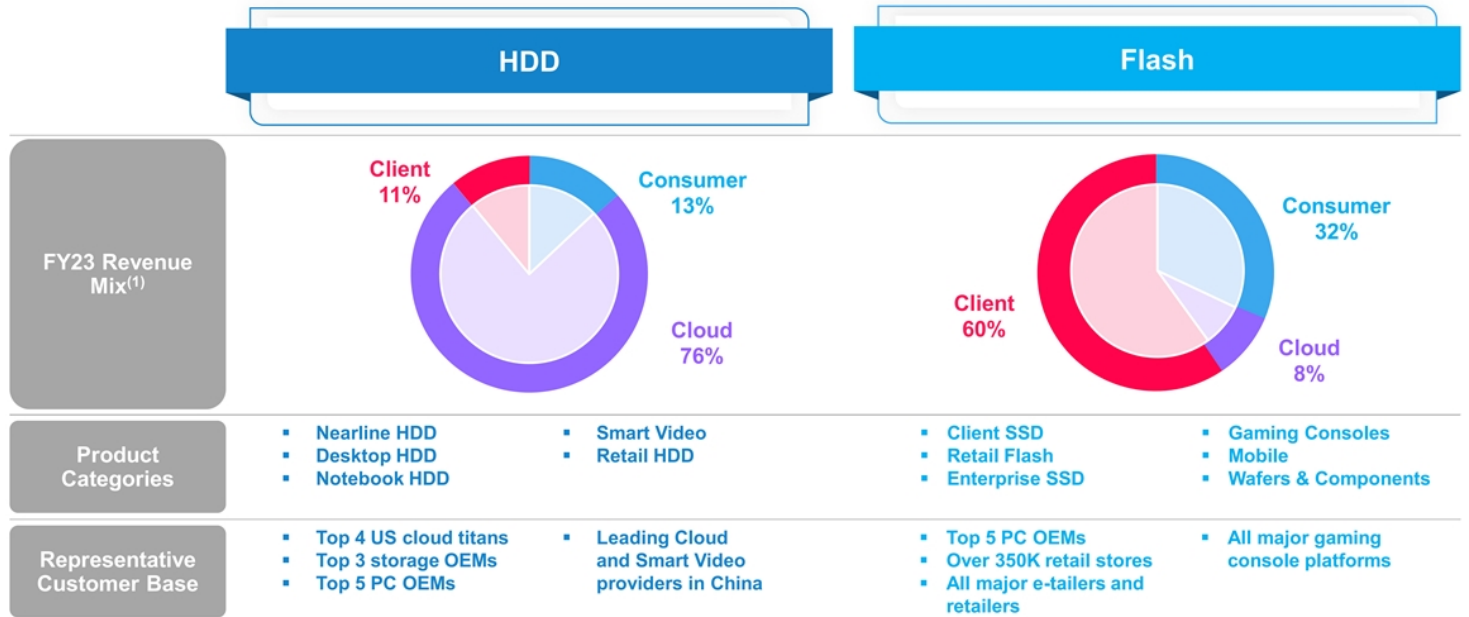 HDD
Flash
FY23 Revenue
Mix(1)
Client
11%
Consumer
13%
Cloud
76%
Client
60%
Consumer
32%
Cloud
8%
Product
Categories
▪ Nearline HDD
▪ Desktop HDD
▪ Notebook HDD
▪ Smart Video
▪ Retail HDD
▪ Client SSD
▪ Retail Flash
▪ Enterprise SSD
▪ Gaming Consoles
▪ Mobile
▪ Wafers & Components
Representative
Customer Base
▪ Top 4 US cloud titans
▪ Top 3 storage OEMs
▪ Top 5 PC OEMs
▪ Leading Cloud
and Smart Video
providers in China
▪ Top 5 PC OEMs
▪ Over 350K retail stores
▪ All major e-tailers and
retailers
▪ All major gaming
console platforms